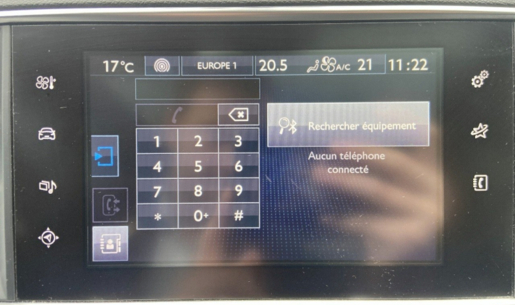 17°C EUROPE 1 20.5 A/C 21 11:22
1 2 3
4 5 6
7 8 9
* 0+ #
Rechercher équipement
Aucun téléphone
connecté